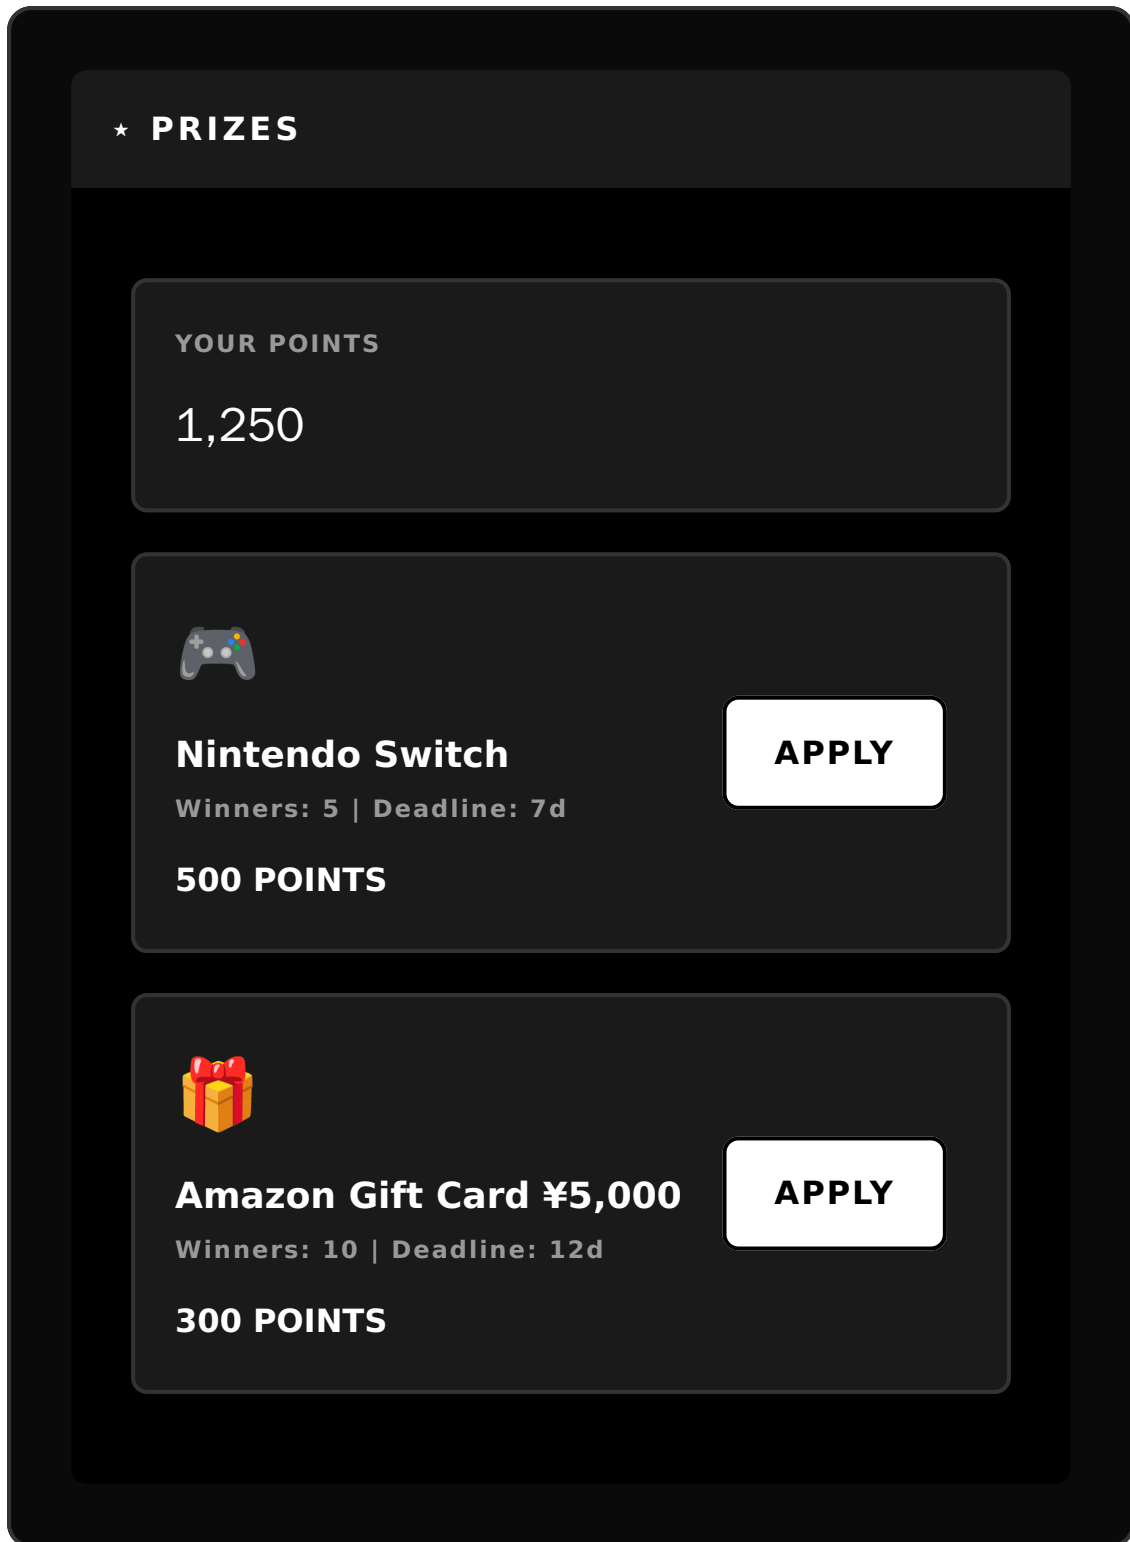 ★ PRIZES
YOUR POINTS
1,250
Nintendo Switch
Winners: 5 | Deadline: 7d
500 POINTS
APPLY
Amazon Gift Card ¥5,000
Winners: 10 | Deadline: 12d
300 POINTS
APPLY